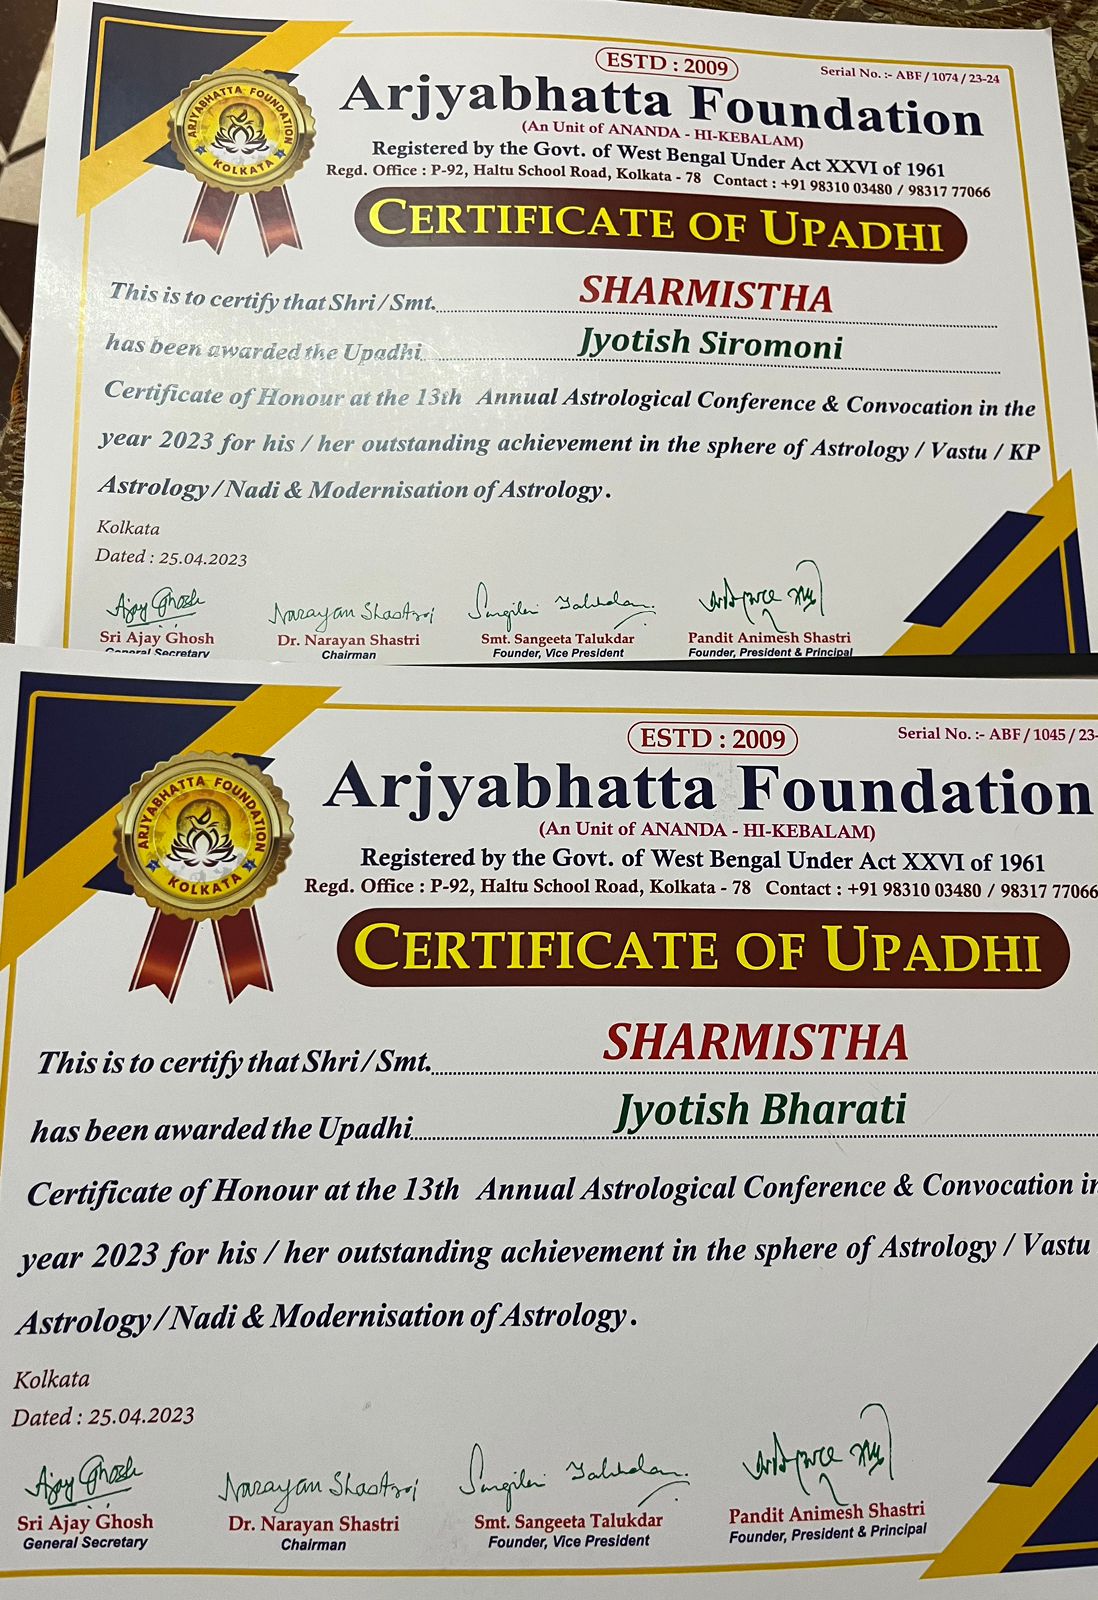 ESTD : 2009
Serial No. :- ABF / 1074 / 23-24
Arjyabhatta Foundation
(An Unit of ANANDA - HI-KEBALAM)
Registered by the Govt. of West Bengal Under Act XXVI of 1961
Regd. Office : P-92, Haltu School Road, Kolkata - 78 Contact : +91 98310 03480 / 98317 77066
ARJYABHATTA FOUNDATION
KOLKATA
CERTIFICATE OF UPADHI
This is to certify that Shri / Smt. SHARMISTHA
has been awarded the Upadhi Jyotish Siromoni
Certificate of Honour at the 13th Annual Astrological Conference & Convocation in the
year 2023 for his / her outstanding achievement in the sphere of Astrology / Vastu / KP
Astrology / Nadi & Modernisation of Astrology.
Kolkata
Dated : 25.04.2023
Ajay Ghosh Narayan Shastri
Sri Ajay Ghosh Dr. Narayan Shastri Smt. Sangeeta Talukdar Pandit Animesh Shastri
General Secretary Chairman Founder, Vice President Founder, President & Principal
ESTD : 2009
Serial No. :- ABF / 1045 / 23-
Arjyabhatta Foundation
(An Unit of ANANDA - HI-KEBALAM)
Registered by the Govt. of West Bengal Under Act XXVI of 1961
Regd. Office : P-92, Haltu School Road, Kolkata - 78 Contact : +91 98310 03480 / 98317 77066
ARJYABHATTA FOUNDATION
KOLKATA
CERTIFICATE OF UPADHI
This is to certify that Shri / Smt. SHARMISTHA
has been awarded the Upadhi Jyotish Bharati
Certificate of Honour at the 13th Annual Astrological Conference & Convocation in
year 2023 for his / her outstanding achievement in the sphere of Astrology / Vastu
Astrology / Nadi & Modernisation of Astrology.
Kolkata
Dated : 25.04.2023
Ajay Ghosh Narayan Shastri
Sri Ajay Ghosh Dr. Narayan Shastri Smt. Sangeeta Talukdar Pandit Animesh Shastri
General Secretary Chairman Founder, Vice President Founder, President & Principal